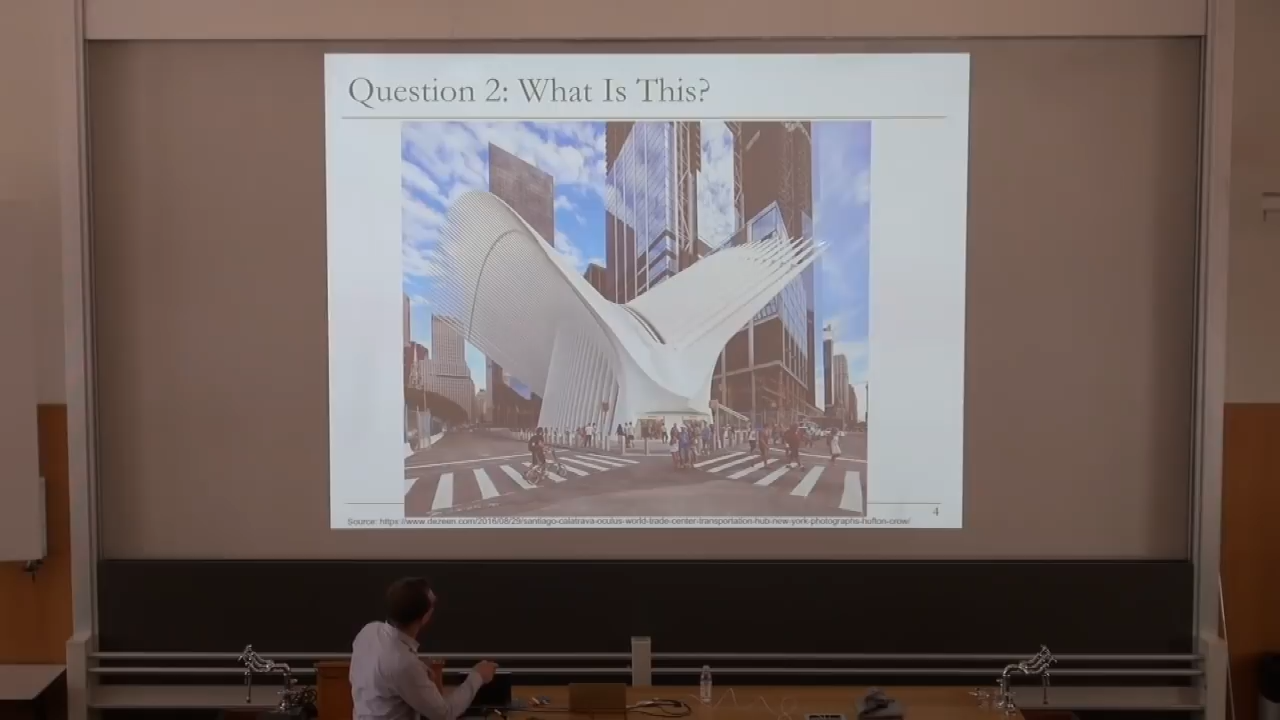 Question 2: What Is This?
4
Source: https://www.dezeen.com/2016/08/29/santiago-calatrava-oculus-world-trade-center-transportation-hub-new-york-photographs-hufton-crow/